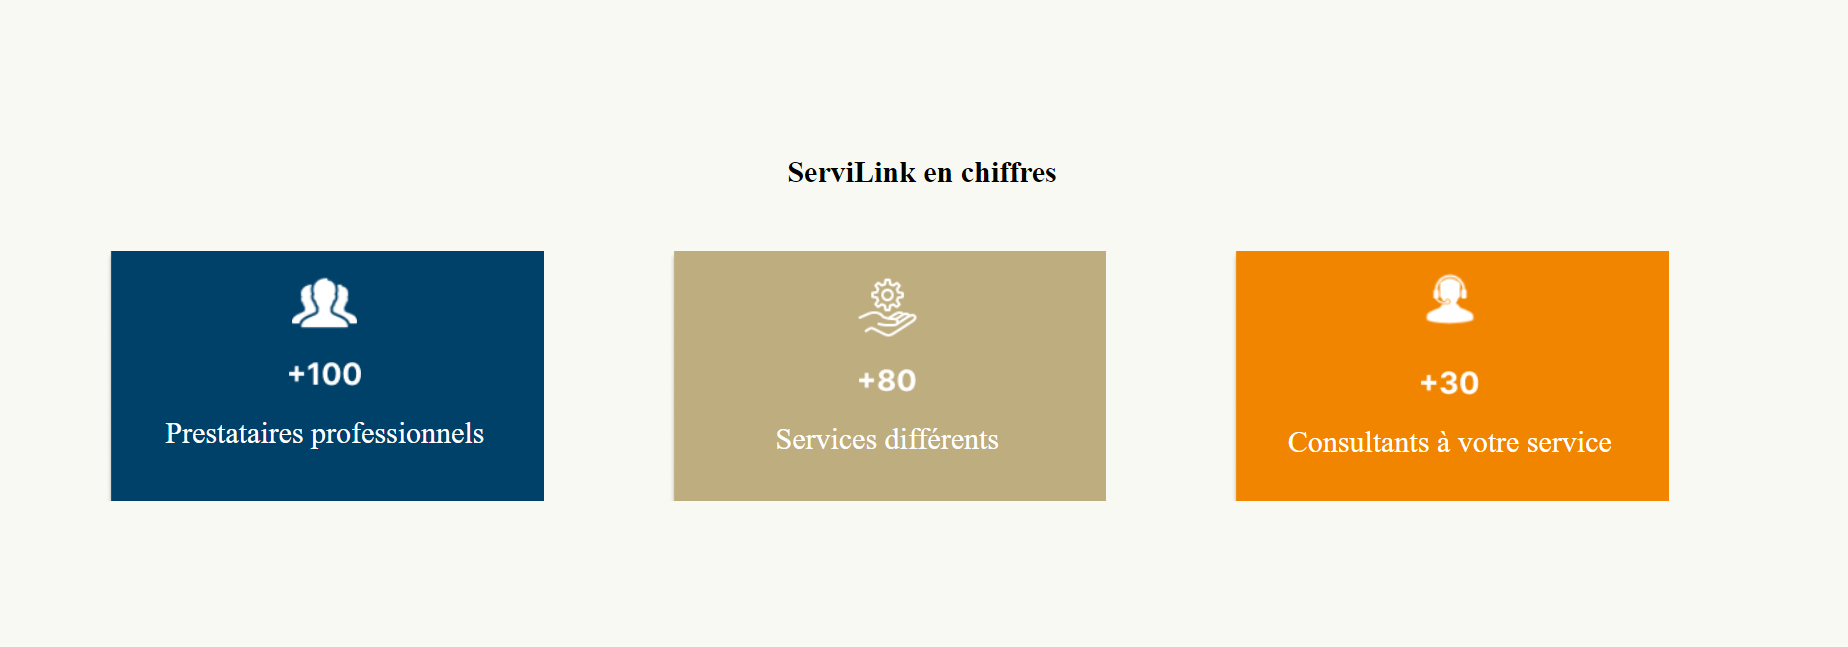 ServiLink en chiffres
+100
Prestataires professionnels
+80
Services différents
+30
Consultants à votre service